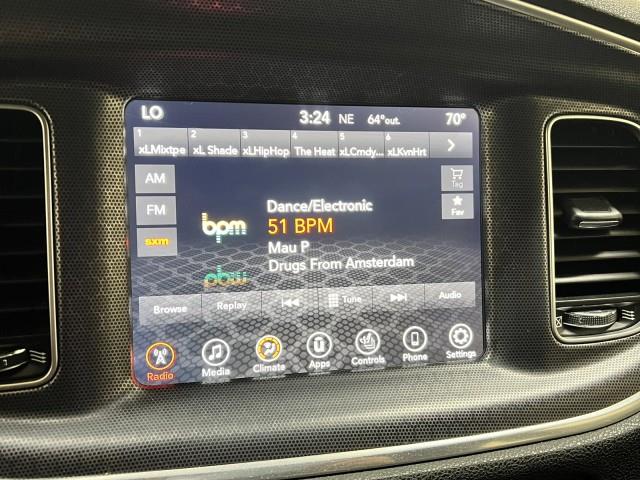 LO 3:24 NE 64°out. 70°
1 2 3 4 5 6
xLMixtpe xL Shade xLHipHop The Heat xLCmdy... xLKvnHrt
AM
Tag
FM
Fav
sxm
bpm
Dance/Electronic
51 BPM
Mau P
Drugs From Amsterdam
Browse Replay Tune Audio
Radio Media Climate Apps Controls Phone Settings